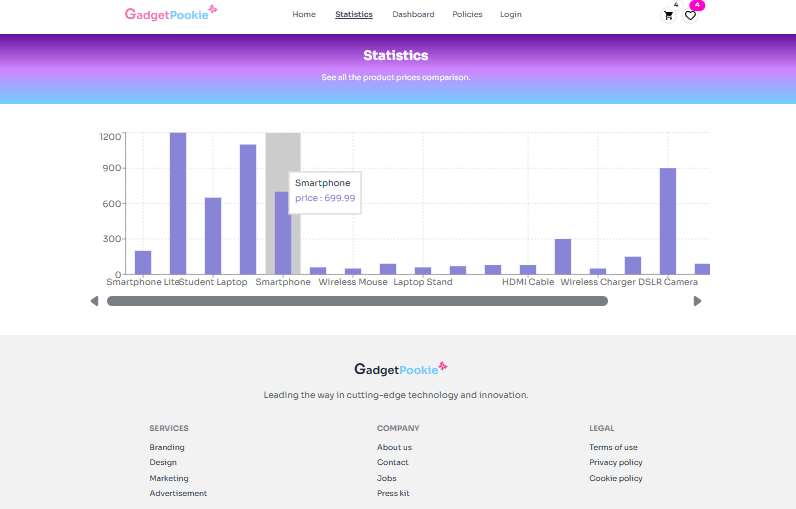 GadgetPookie
Home Statistics Dashboard Policies Login
4 4
Statistics
See all the product prices comparison.
1200
900
600
300
0
Smartphone
price : 699.99
Smartphone Lite Student Laptop Smartphone Wireless Mouse Laptop Stand HDMI Cable Wireless Charger DSLR Camera
GadgetPookie
Leading the way in cutting-edge technology and innovation.
SERVICES COMPANY LEGAL
Branding About us Terms of use
Design Contact Privacy policy
Marketing Jobs Cookie policy
Advertisement Press kit